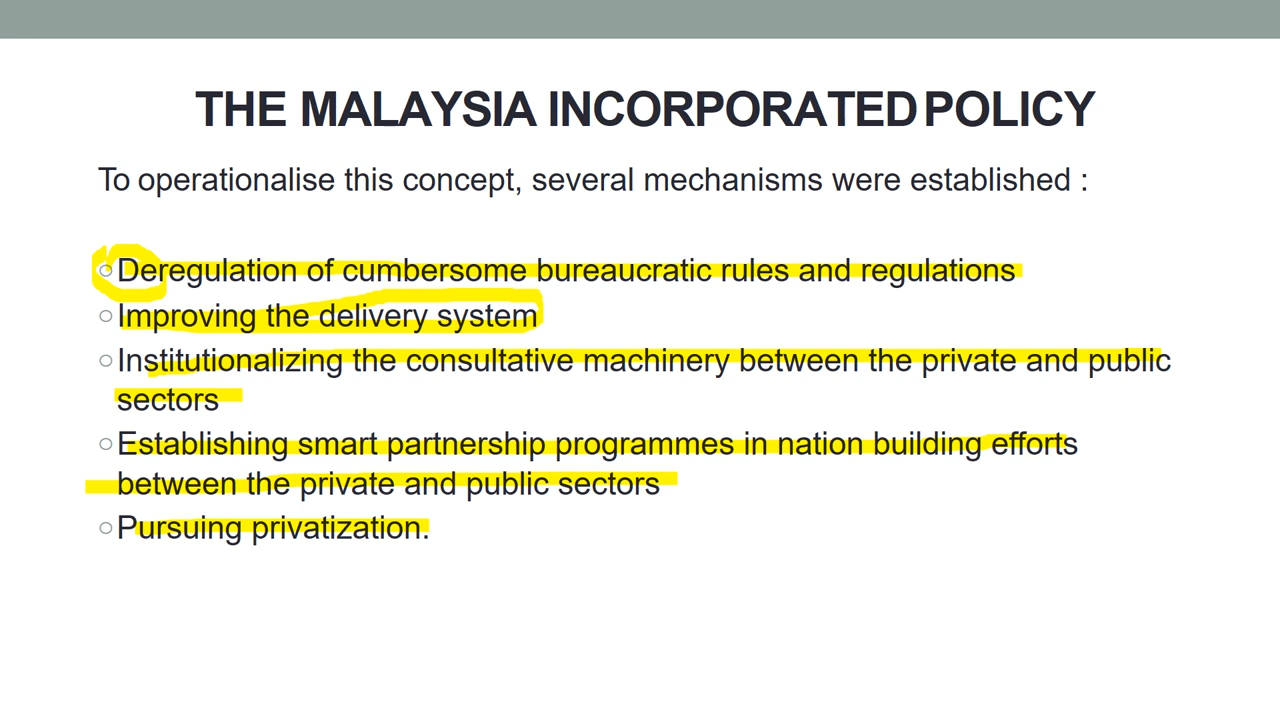 THE MALAYSIA INCORPORATED POLICY
To operationalise this concept, several mechanisms were established :
Deregulation of cumbersome bureaucratic rules and regulations
Improving the delivery system
Institutionalizing the consultative machinery between the private and public
sectors
Establishing smart partnership programmes in nation building efforts
between the private and public sectors
Pursuing privatization.